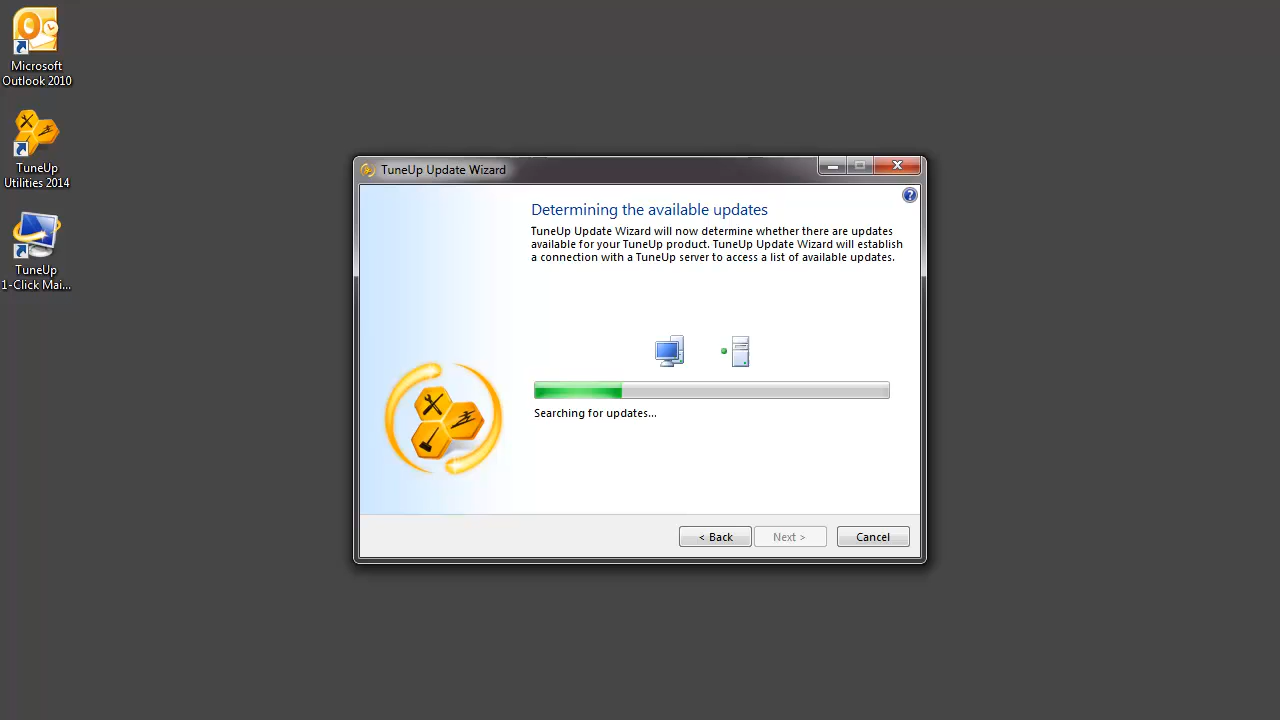 Microsoft
Outlook 2010
TuneUp
Utilities 2014
TuneUp
1-Click Mai...
TuneUp Update Wizard
Determining the available updates
TuneUp Update Wizard will now determine whether there are updates
available for your TuneUp product. TunrUp Update Wizard will establish
a connection with a TuneUp server to access a list of available updates.
Searching for updates...
< Back
Next >
Cancel